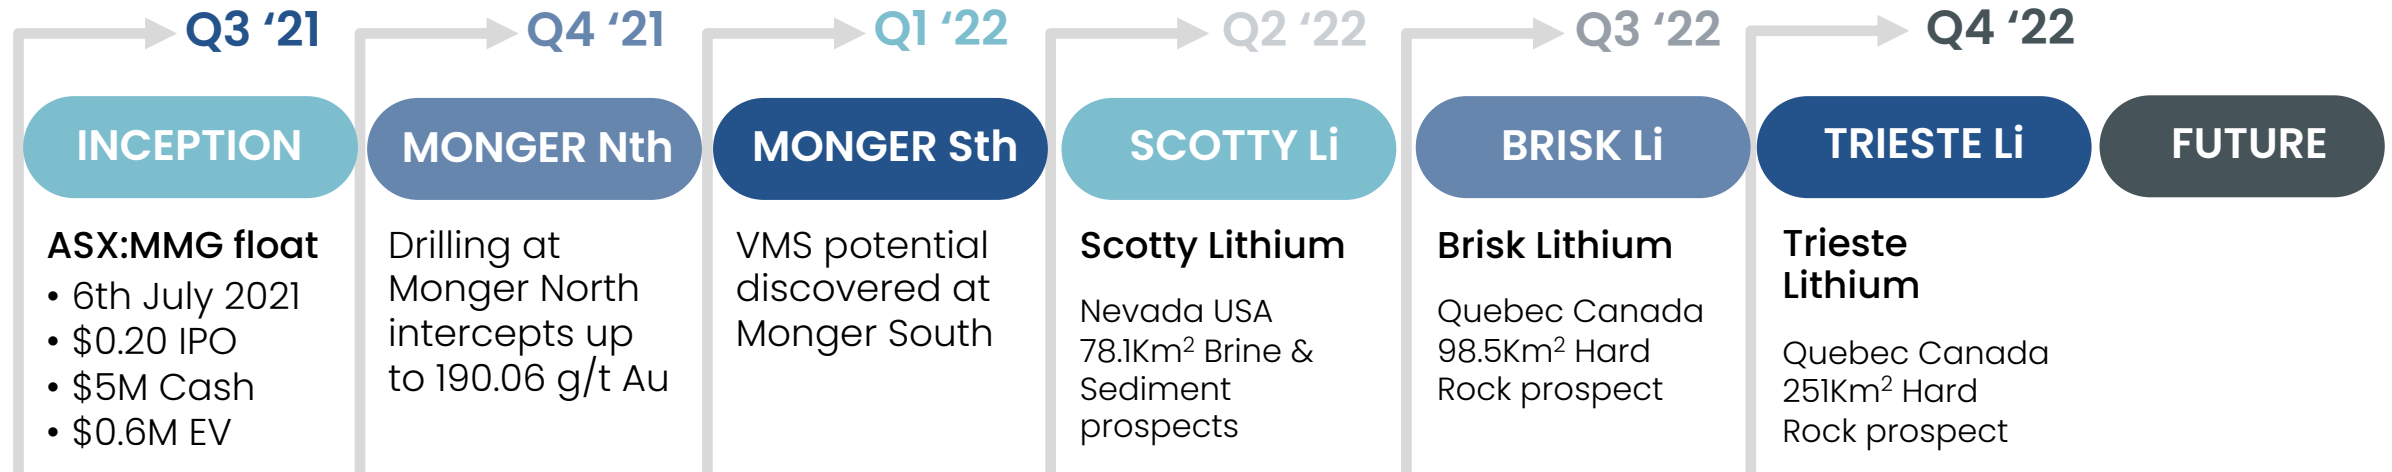 Q3 ‘21
Q4 ‘21
Q1 ‘22
Q2 ‘22
Q3 ‘22
Q4 ‘22
INCEPTION
MONGER Nth
MONGER Sth
SCOTTY Li
BRISK Li
TRIESTE Li
FUTURE
ASX:MMG float
• 6th July 2021
• $0.20 IPO
• $5M Cash
• $0.6M EV
Drilling at
Monger North
intercepts up
to 190.06 g/t Au
VMS potential
discovered at
Monger South
Scotty Lithium
Nevada USA
78.1Km² Brine &
Sediment
prospects
Brisk Lithium
Quebec Canada
98.5Km² Hard
Rock prospect
Trieste
Lithium
Quebec Canada
251Km² Hard
Rock prospect